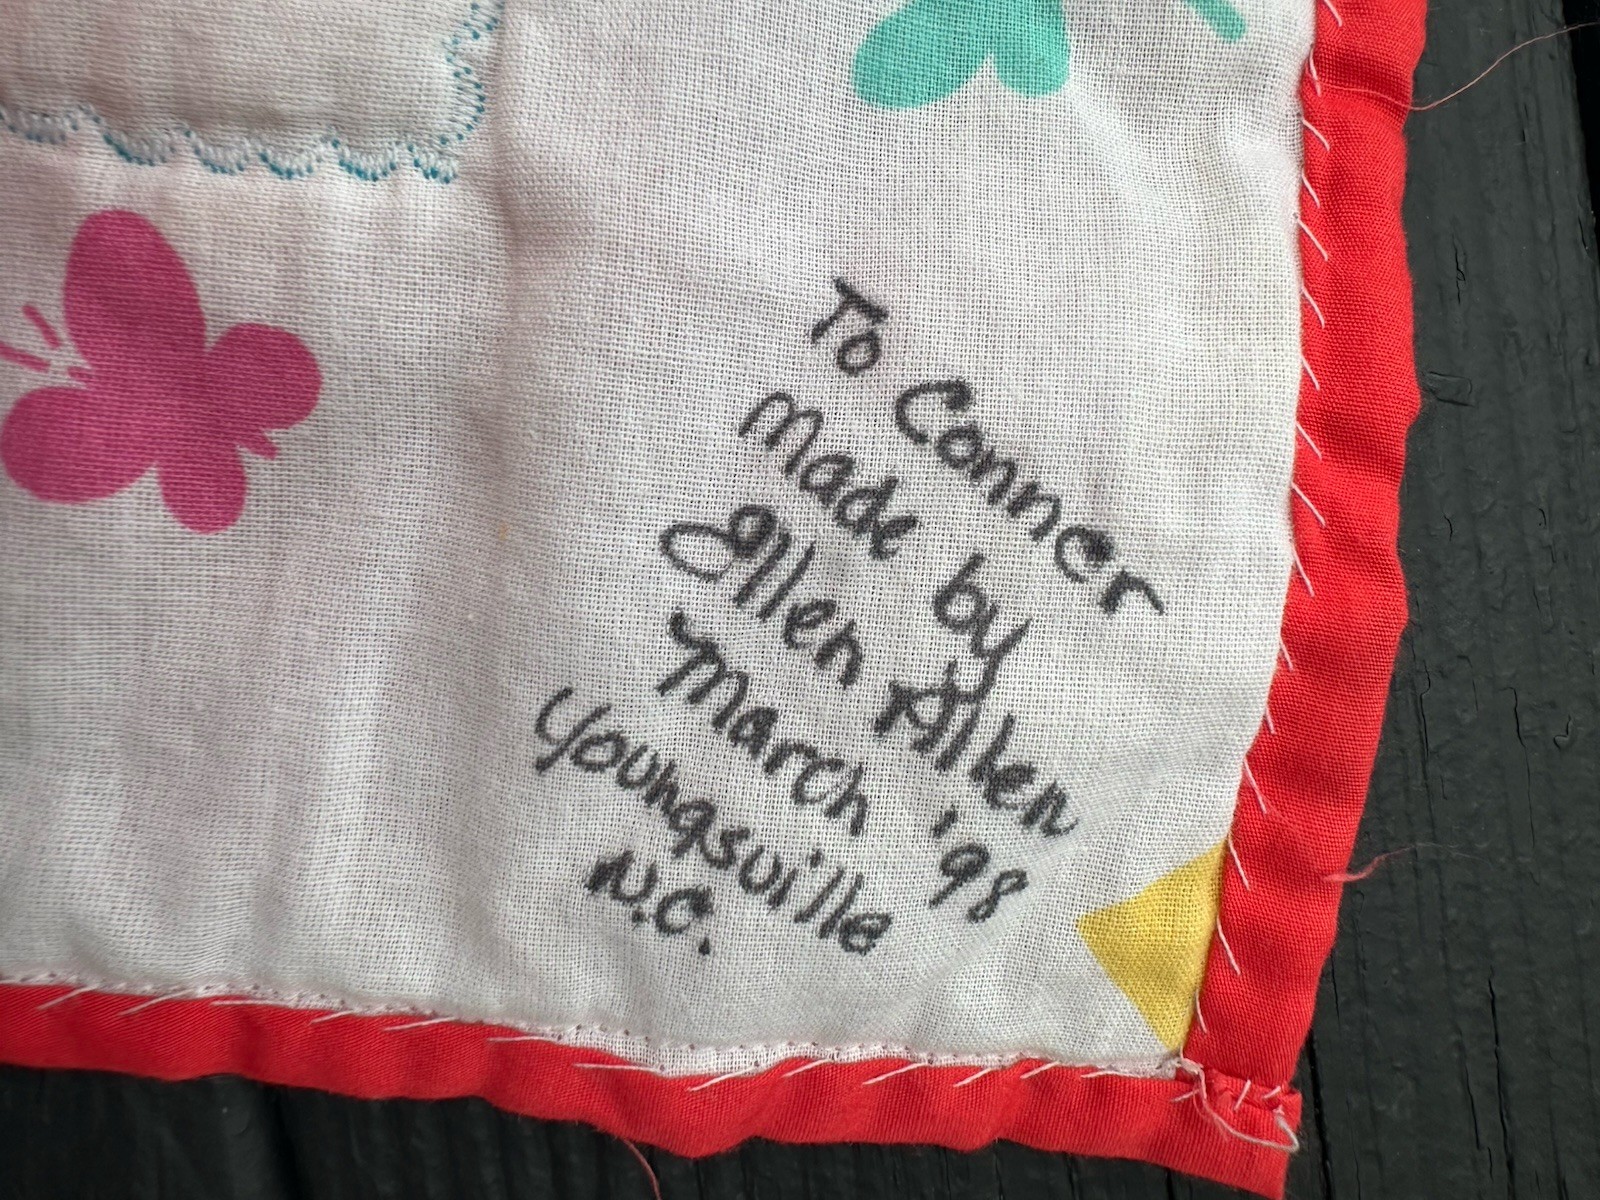 To Conner
Made by
Ellen Allen
March '98
Youngsville
N.C.